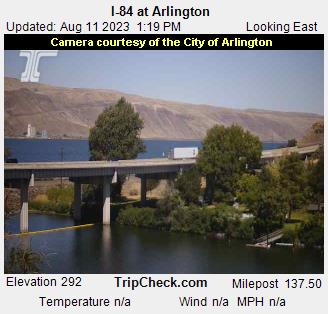 I-84 at Arlington
Updated: Aug 11 2023 1:19 PM Looking East
Camera courtesy of the City of Arlington
Elevation 292 TripCheck.com Milepost 137.50
Temperature n/a Wind n/a MPH n/a